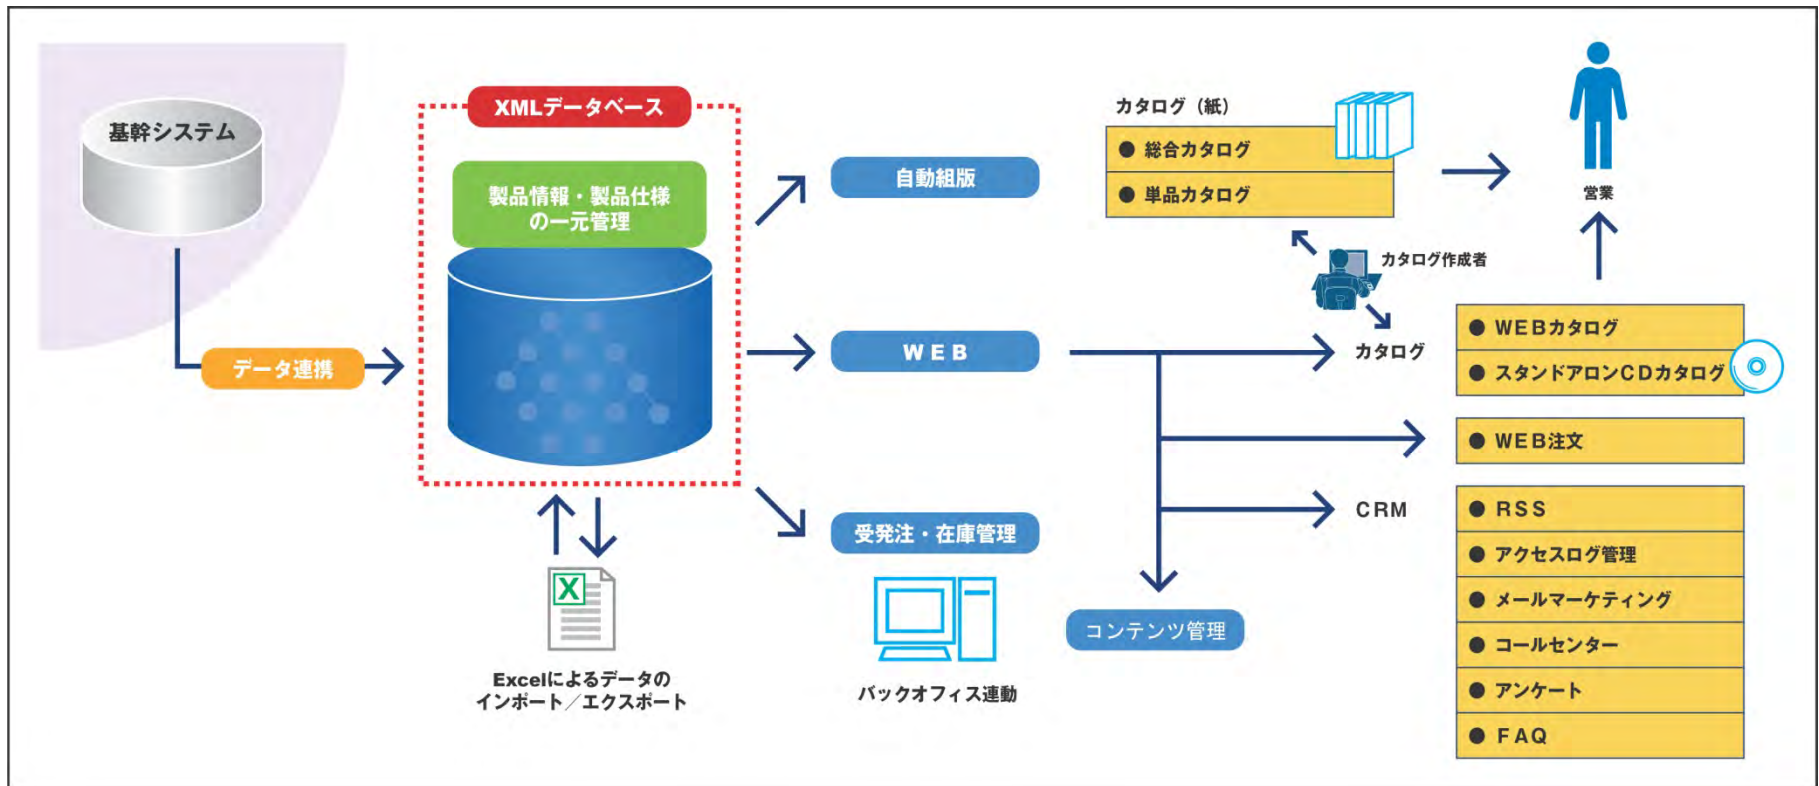 基幹システム
データ連携
XMLデータベース
製品情報・製品仕様
の一元管理
Excelによるデータの
インポート／エクスポート
自動組版
ＷＥＢ
受発注・在庫管理
バックオフィス連動
コンテンツ管理
カタログ（紙）
● 総合カタログ
● 単品カタログ
営業
カタログ作成者
カタログ
● ＷＥＢカタログ
● スタンドアロンＣＤカタログ
● ＷＥＢ注文
ＣＲＭ
● ＲＳＳ
● アクセスログ管理
● メールマーケティング
● コールセンター
● アンケート
● ＦＡＱ